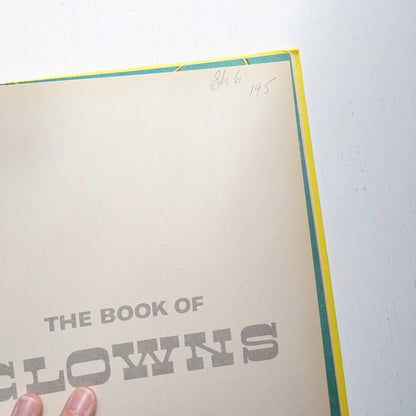 8h6
195
THE BOOK OF
CLOWNS